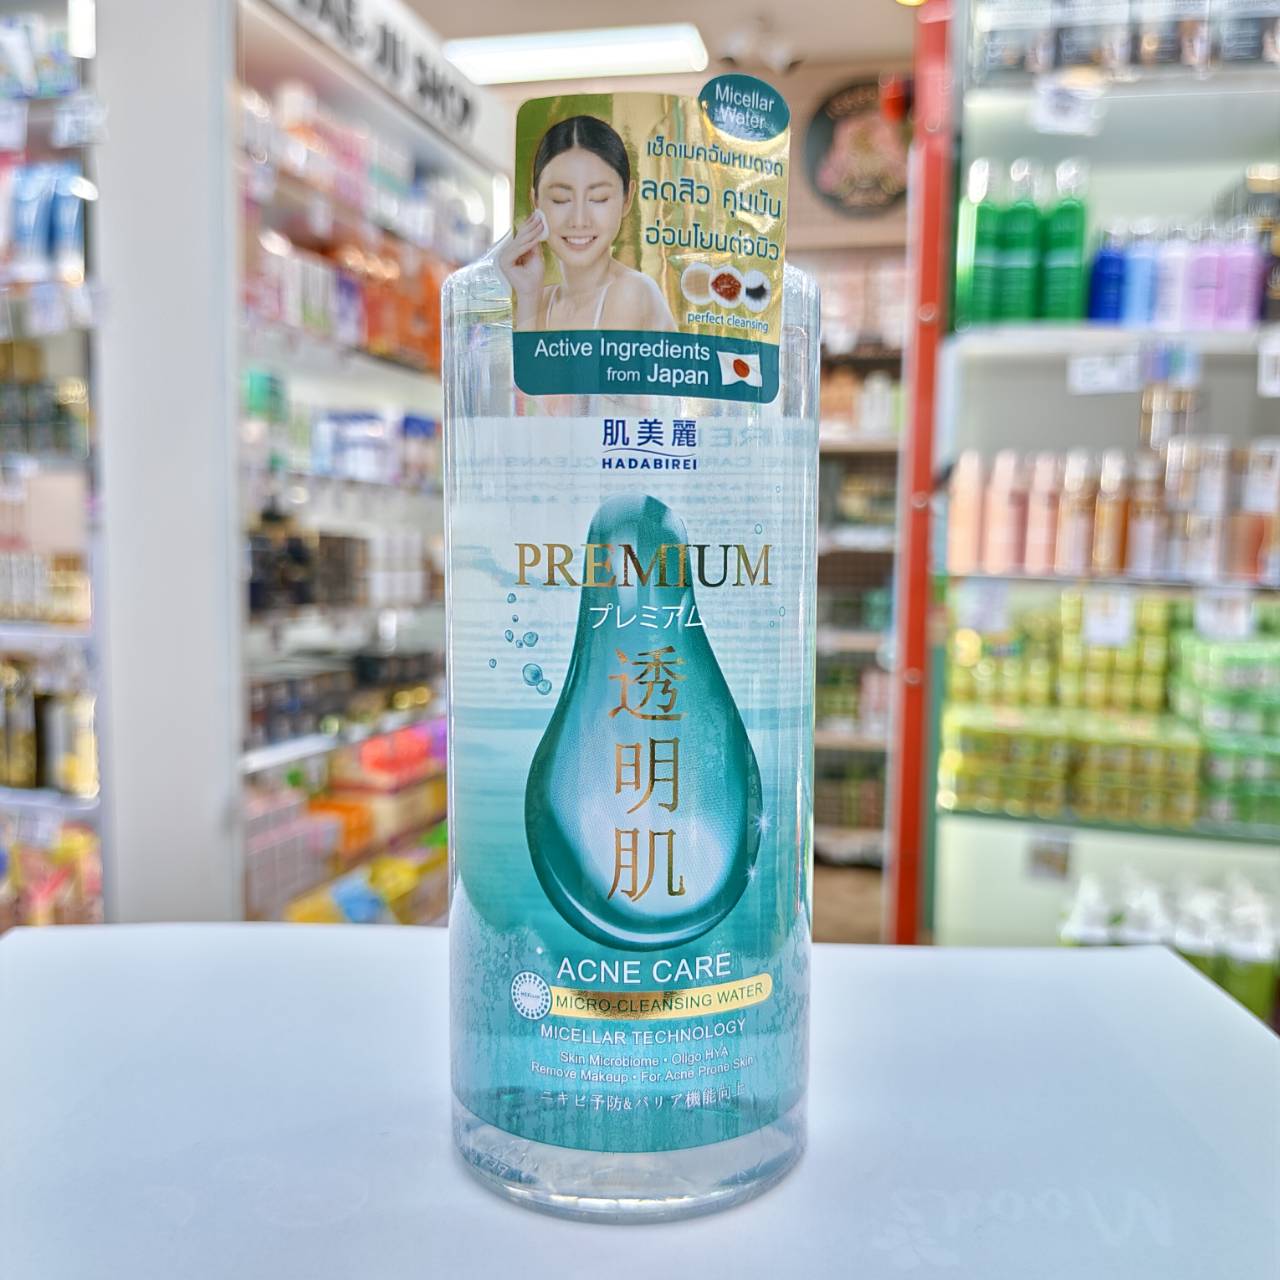 Micellar
Water
เช็ดเมคอัพหมดจด
ลดสิว คุมมัน
อ่อนโยนต่อผิว
perfect cleansing
Active Ingredients
from Japan
肌美麗
HADABIREI
PREMIUM
プレミアム
透
明
肌
ACNE CARE
MICRO-CLEANSING WATER
MICELLAR TECHNOLOGY
Skin Microbiome • Oligo HYA
Remove Makeup • For Acne Prone Skin
ニキビ予防&バリア機能向上